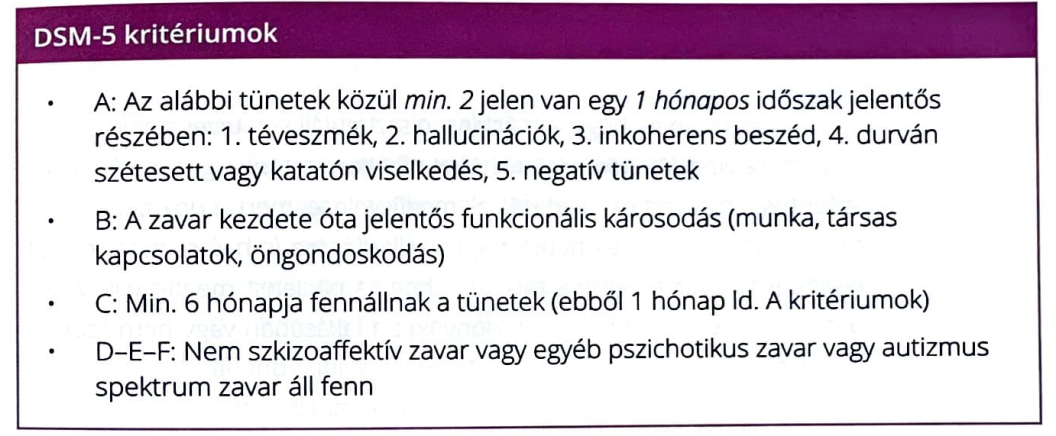 DSM-5 kritériumok
• A: Az alábbi tünetek közül min. 2 jelen van egy 1 hónapos időszak jelentős
részében: 1. téveszmék, 2. hallucinációk, 3. inkoherens beszéd, 4. durván
szétesett vagy katatón viselkedés, 5. negatív tünetek
• B: A zavar kezdete óta jelentős funkcionális károsodás (munka, társas
kapcsolatok, öngondoskodás)
• C: Min. 6 hónapja fennállnak a tünetek (ebből 1 hónap ld. A kritériumok)
• D–E–F: Nem szkizoaffektív zavar vagy egyéb pszichotikus zavar vagy autizmus
spektrum zavar áll fenn